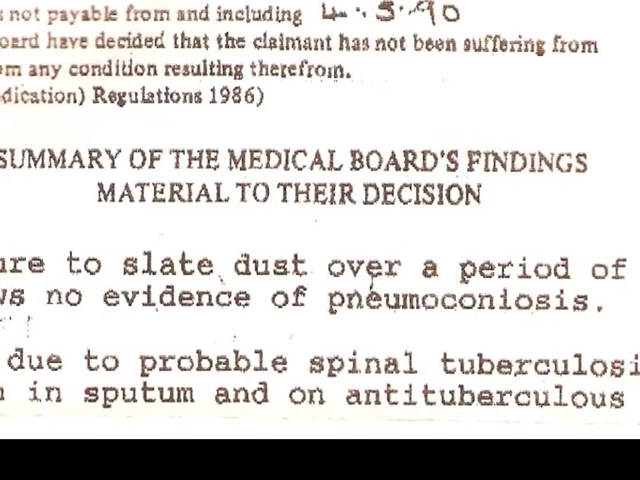 not payable from and including 4.5.90
oard have decided that the claimant has not been suffering from
om any condition resulting therefrom.
dication) Regulations 1986)
SUMMARY OF THE MEDICAL BOARD'S FINDINGS
MATERIAL TO THEIR DECISION
ure to slate dust over a period of
ws no evidence of pneumoconiosis.
due to probable spinal tuberculosi
in sputum and on antituberculous